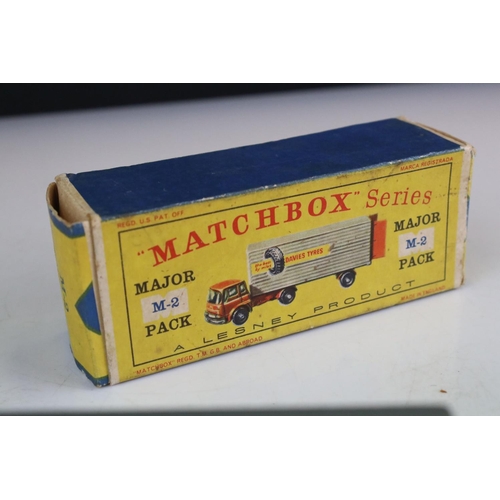 REGD. U.S. PAT. OFF.
MARCA REGISTRADA
"MATCHBOX" Series
MAJOR
M-2
PACK
DAVIES TYRES
MAJOR
M-2
PACK
A LESNEY PRODUCT
"MATCHBOX" REGD. T.M. G.B. AND ABROAD
MADE IN ENGLAND